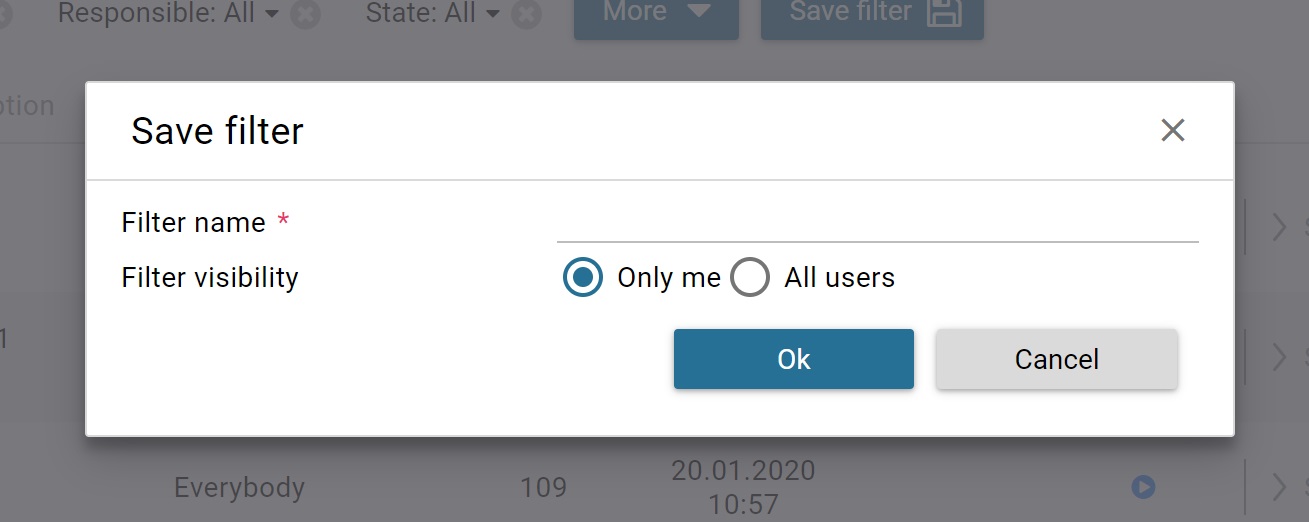 Responsible: All State: All More Save filter
Save filter
Filter name *
Filter visibility Only me All users
Ok Cancel
Everybody 109 20.01.2020
10:57